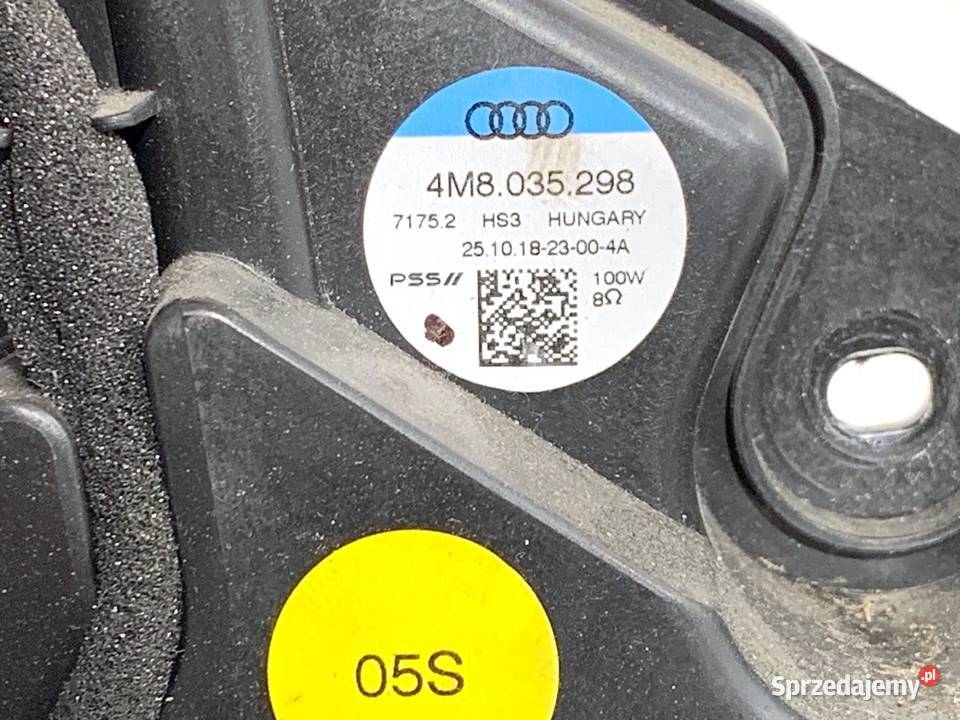 4M8.035.298
7175.2 HS3 HUNGARY
25.10.18-23-00-4A
PSS// 100W
8Ω
05S
Sprzedajemy.pl